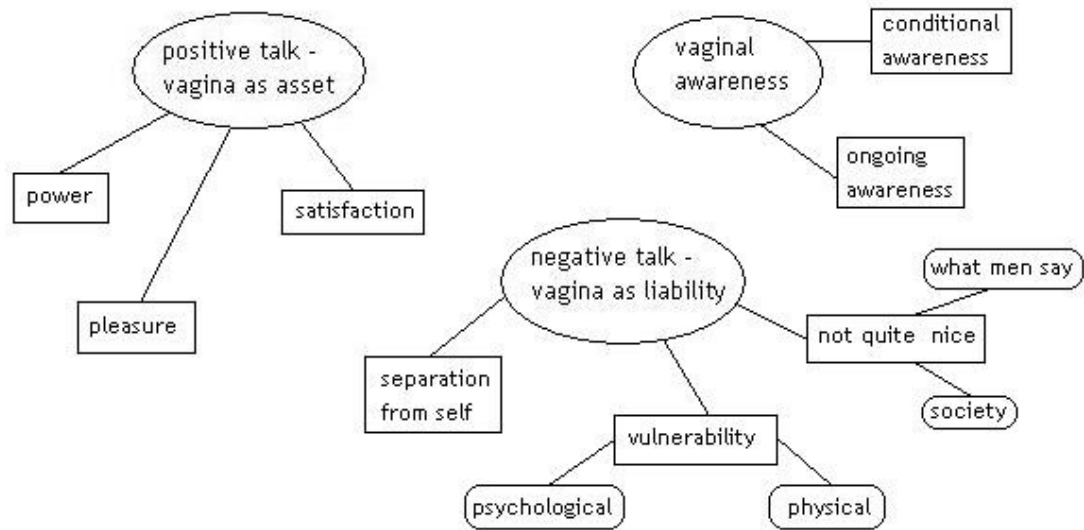 positive talk -
vagina as asset
power
satisfaction
pleasure
vaginal
awareness
conditional
awareness
ongoing
awareness
negative talk -
vagina as liability
what men say
not quite nice
society
separation
from self
vulnerability
psychological
physical